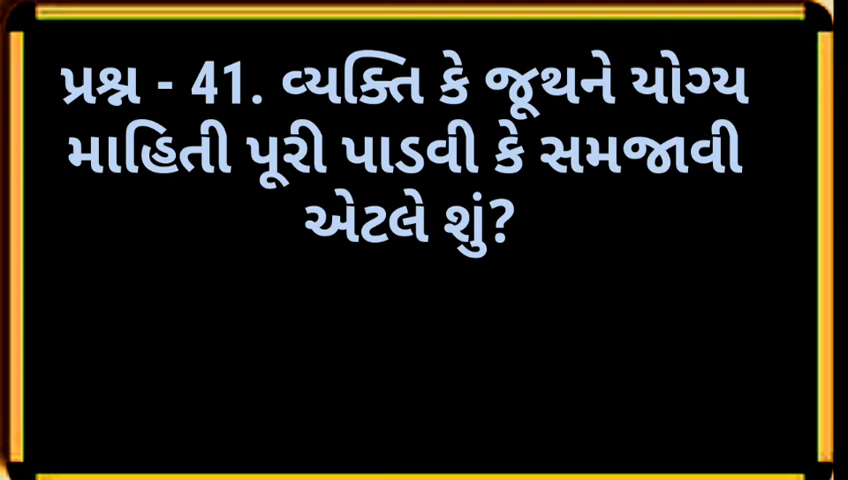 પ્રશ્ન - 41. વ્યક્તિ કે જૂથને યોગ્ય
માહિતી પૂરી પાડવી કે સમજાવી
એટલે શું?